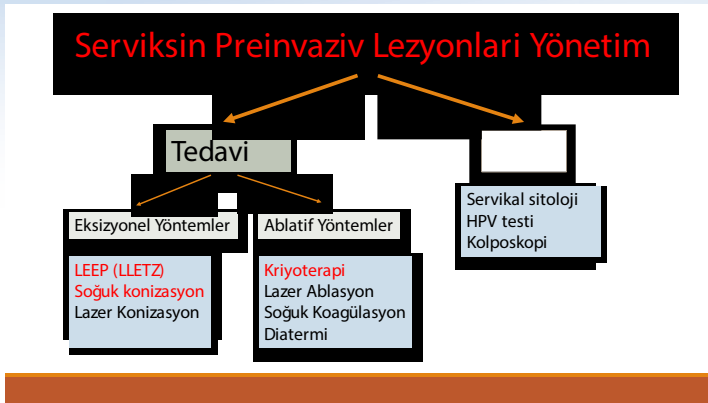 Serviksin Preinvaziv Lezyonlari Yönetim
Tedavi
Eksizyonel Yöntemler
LEEP (LLETZ)
Soğuk konizasyon
Lazer Konizasyon
Ablatif Yöntemler
Kriyoterapi
Lazer Ablasyon
Soğuk Koagülasyon
Diatermi
Servikal sitoloji
HPV testi
Kolposkopi